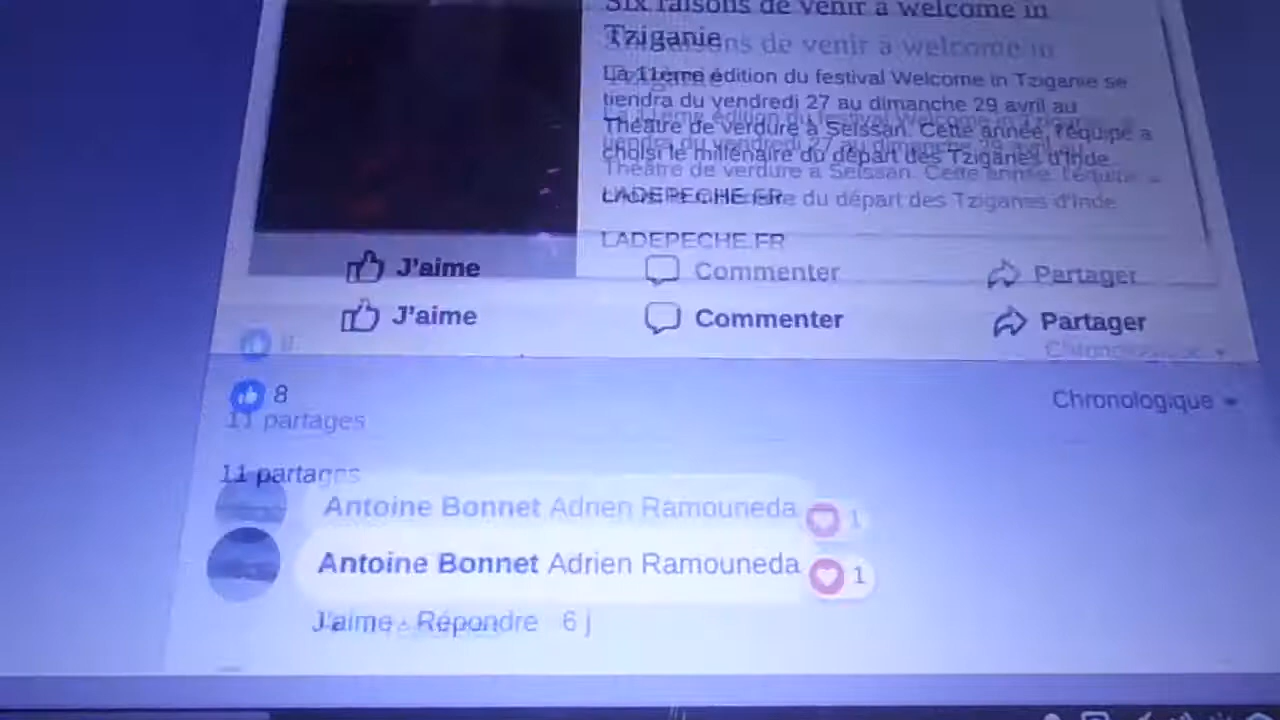 Six raisons de venir à welcome in
Tziganie
La 11ème édition du festival Welcome in Tziganie se
tiendra du vendredi 27 au dimanche 29 avril au
Théâtre de verdure à Seissan. Cette année, l'équipe a
choisi le millénaire du départ des Tziganes d'Inde
LADEPECHE.FR
J'aime Commenter Partager
8 Chronologique
11 partages
Antoine Bonnet Adrien Ramouneda 1
J'aime · Répondre 6 j